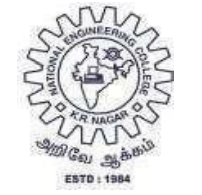 NATIONAL ENGINEERING COLLEGE
K.R. NAGAR
அறிவே ஆக்கம்
ESTD : 1984